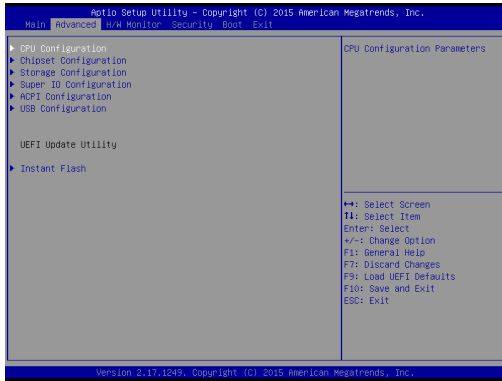 Aptio Setup Utility - Copyright (C) 2015 American Megatrends, Inc.
Main Advanced H/W Monitor Security Boot Exit
CPU Configuration
Chipset Configuration
Storage Configuration
Super IO Configuration
ACPI Configuration
USB Configuration
UEFI Update Utility
Instant Flash
CPU Configuration Parameters
↔: Select Screen
↑↓: Select Item
Enter: Select
+/-: Change Option
F1: General Help
F7: Discard Changes
F9: Load UEFI Defaults
F10: Save and Exit
ESC: Exit
Version 2.17.1249. Copyright (C) 2015 American Megatrends, Inc.